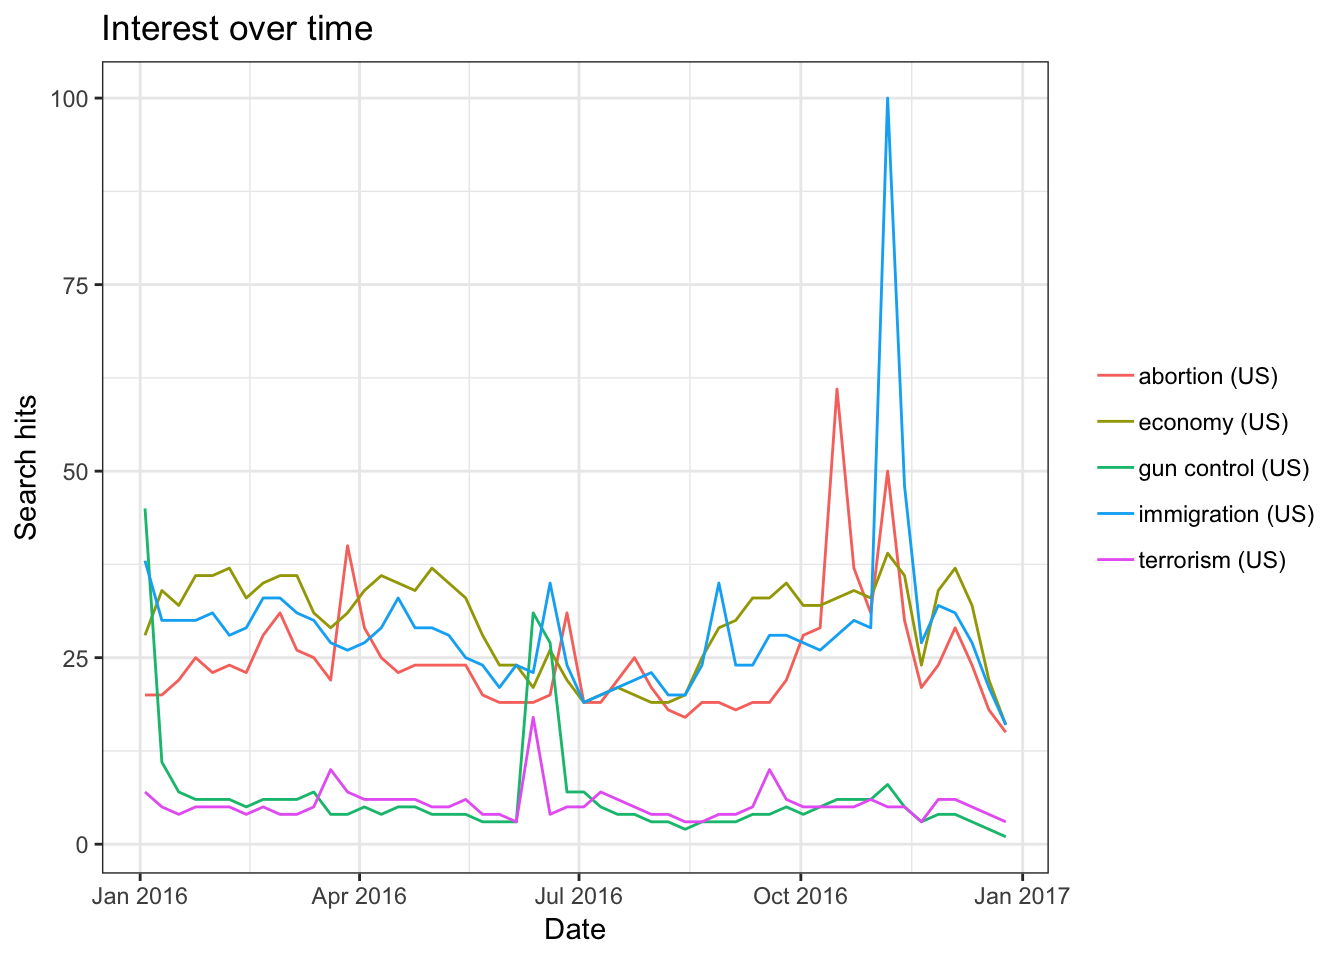 Interest over time
100
75
50
25
0
Search hits
Jan 2016
Apr 2016
Jul 2016
Oct 2016
Jan 2017
Date
abortion (US)
economy (US)
gun control (US)
immigration (US)
terrorism (US)